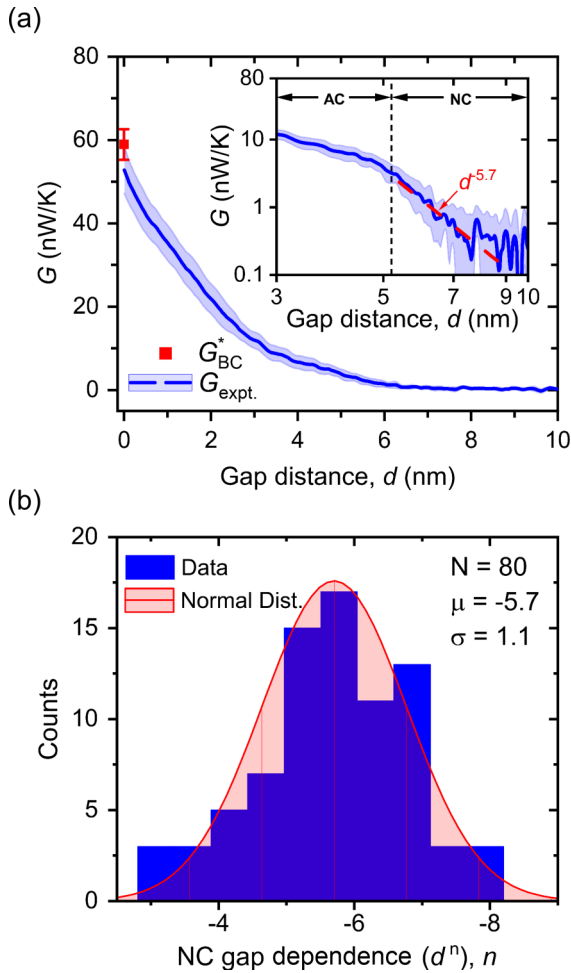 (a)
80
60
40
20
0
G (nW/K)
0 2 4 6 8 10
Gap distance, d (nm)
G*BC
Gexpt.
80
10
1
0.1
G (nW/K)
AC NC
d-5.7
3 5 7 9 10
Gap distance, d (nm)
(b)
20
15
10
5
0
Counts
Data
Normal Dist.
N = 80
μ = -5.7
σ = 1.1
-4 -6 -8
NC gap dependence (dⁿ), n